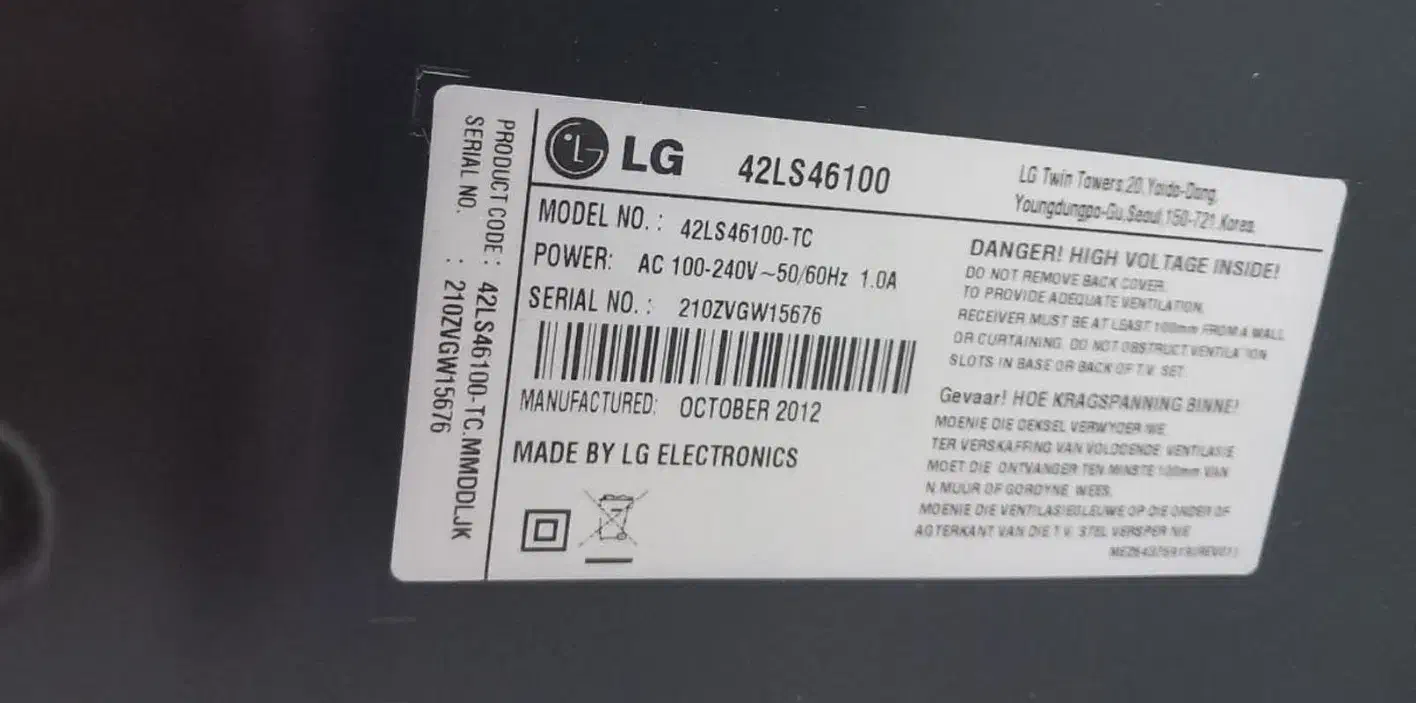 PRODUCT CODE : 42LS46100-TC.MMDDLJK
SERIAL NO. : 210ZVGW15676
LG
LG 42LS46100
LG Twin Towers,20,Yoido-Dong,
Youngdungpo-Gu,Seoul,150-721,Korea.
MODEL NO. : 42LS46100-TC
POWER: AC 100-240V~50/60Hz 1.0A
SERIAL NO. : 210ZVGW15676
MANUFACTURED: OCTOBER 2012
MADE BY LG ELECTRONICS
DANGER! HIGH VOLTAGE INSIDE!
DO NOT REMOVE BACK COVER.
TO PROVIDE ADEQUATE VENTILATION,
RECEIVER MUST BE AT LEAST 100mm FROM A WALL
OR CURTAINING. DO NOT OBSTRUCT VENTILATION
SLOTS IN BASE OR BACK OF T.V. SET.
Gevaar! HOE KRAGSPANNING BINNE!
MOENIE DIE DEKSEL VERWYDER NIE.
TER VERSKAFFING VAN VOLDOENDE VENTILASIE
MOET DIE ONTVANGER TEN MINSTE 100mm VAN
N MUUR OF GORDYNE WEES.
MOENIE DIE VENTILASIEGLEUWE OP DIE ONDER OF
AGTERKANT VAN DIE T.V. STEL VERSPER NIE